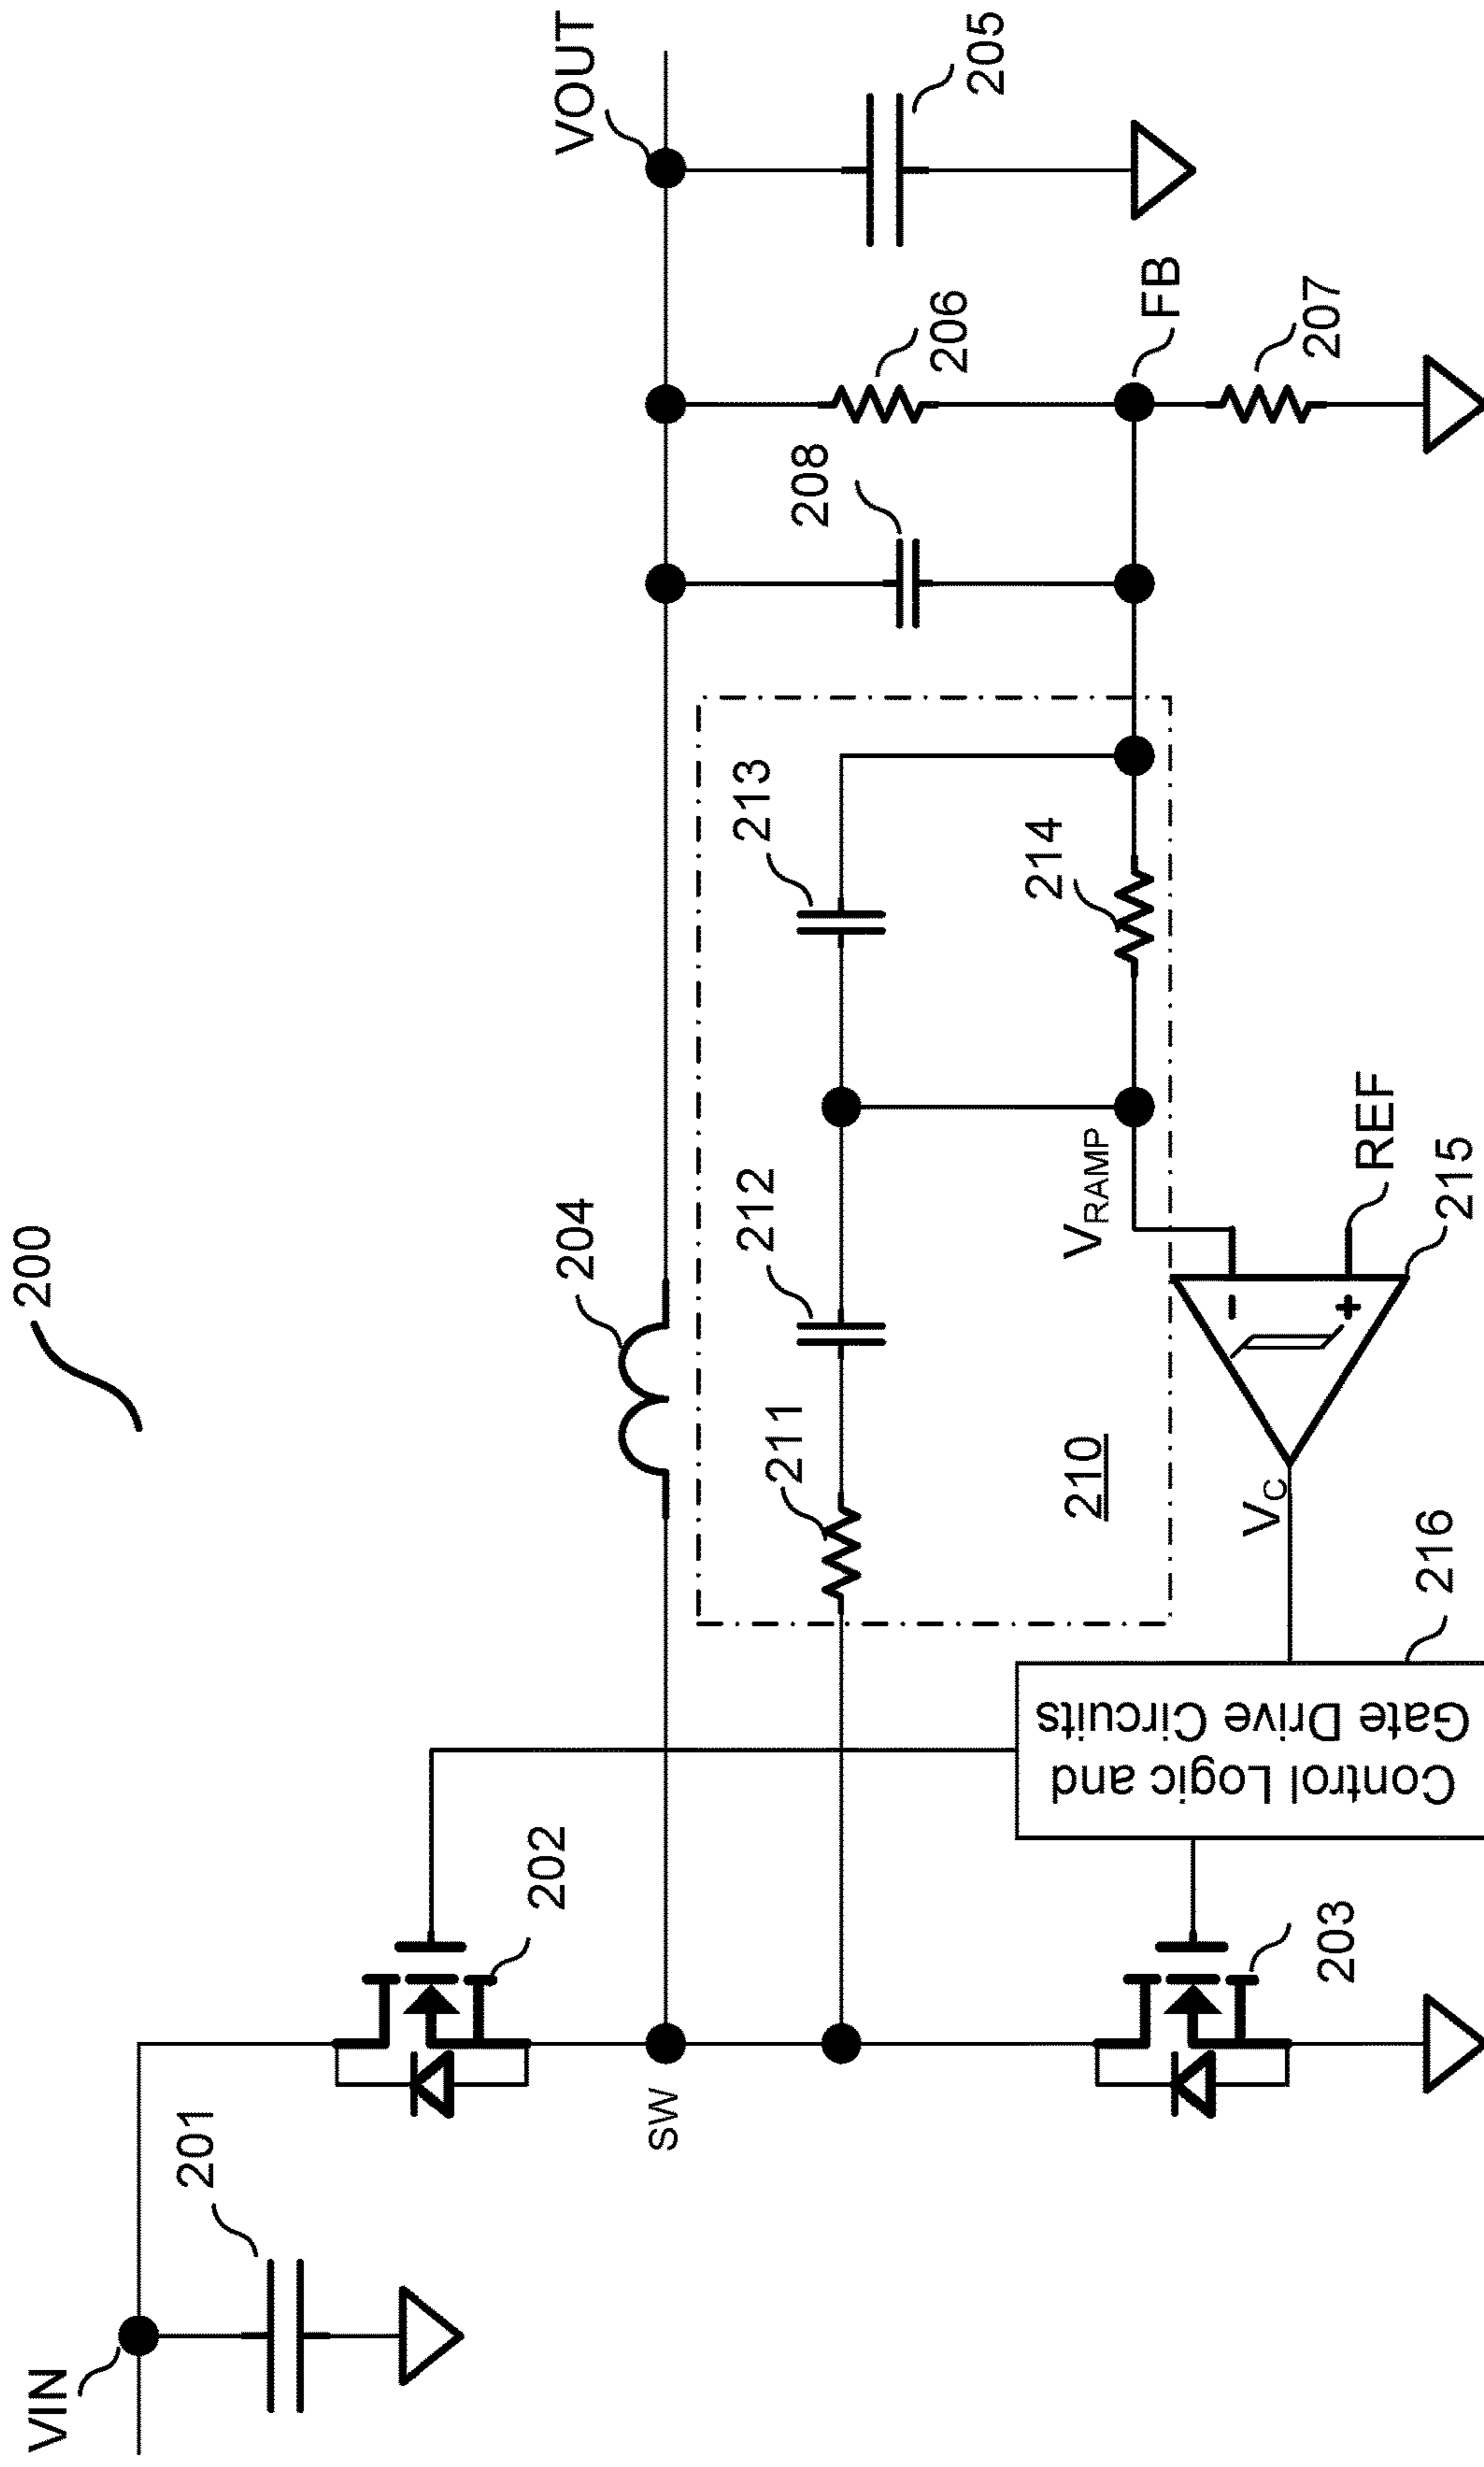 200
VIN
201
202
SW
203
204
VOUT
205
206
FB
207
208
213
212
211
214
210
VRAMP
REF
-
+
215
VC
216
Control Logic and
Gate Drive Circuits